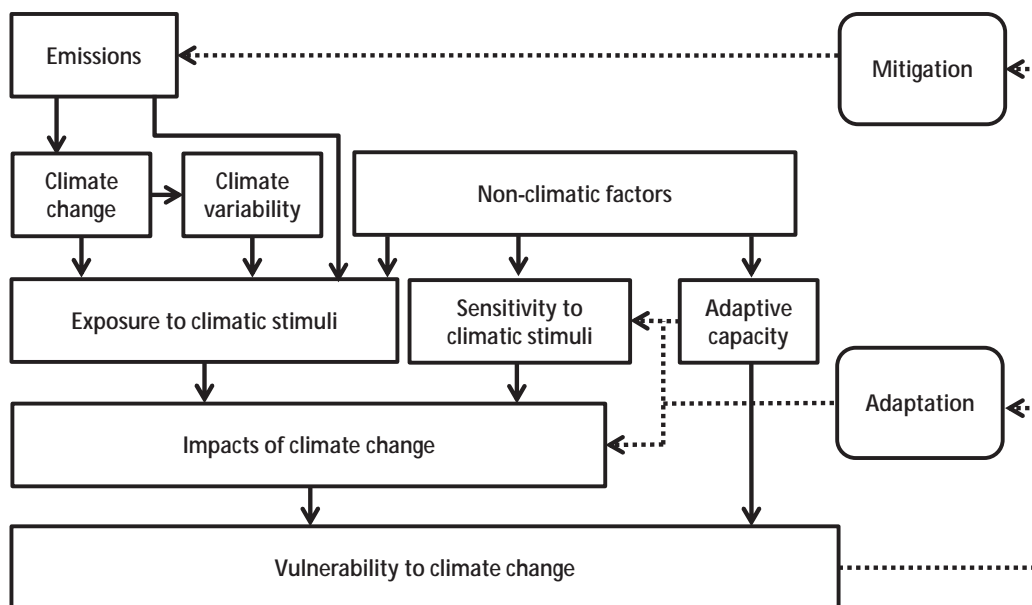 Emissions
Mitigation
Climate
change
Climate
variability
Non-climatic factors
Exposure to climatic stimuli
Sensitivity to
climatic stimuli
Adaptive
capacity
Adaptation
Impacts of climate change
Vulnerability to climate change